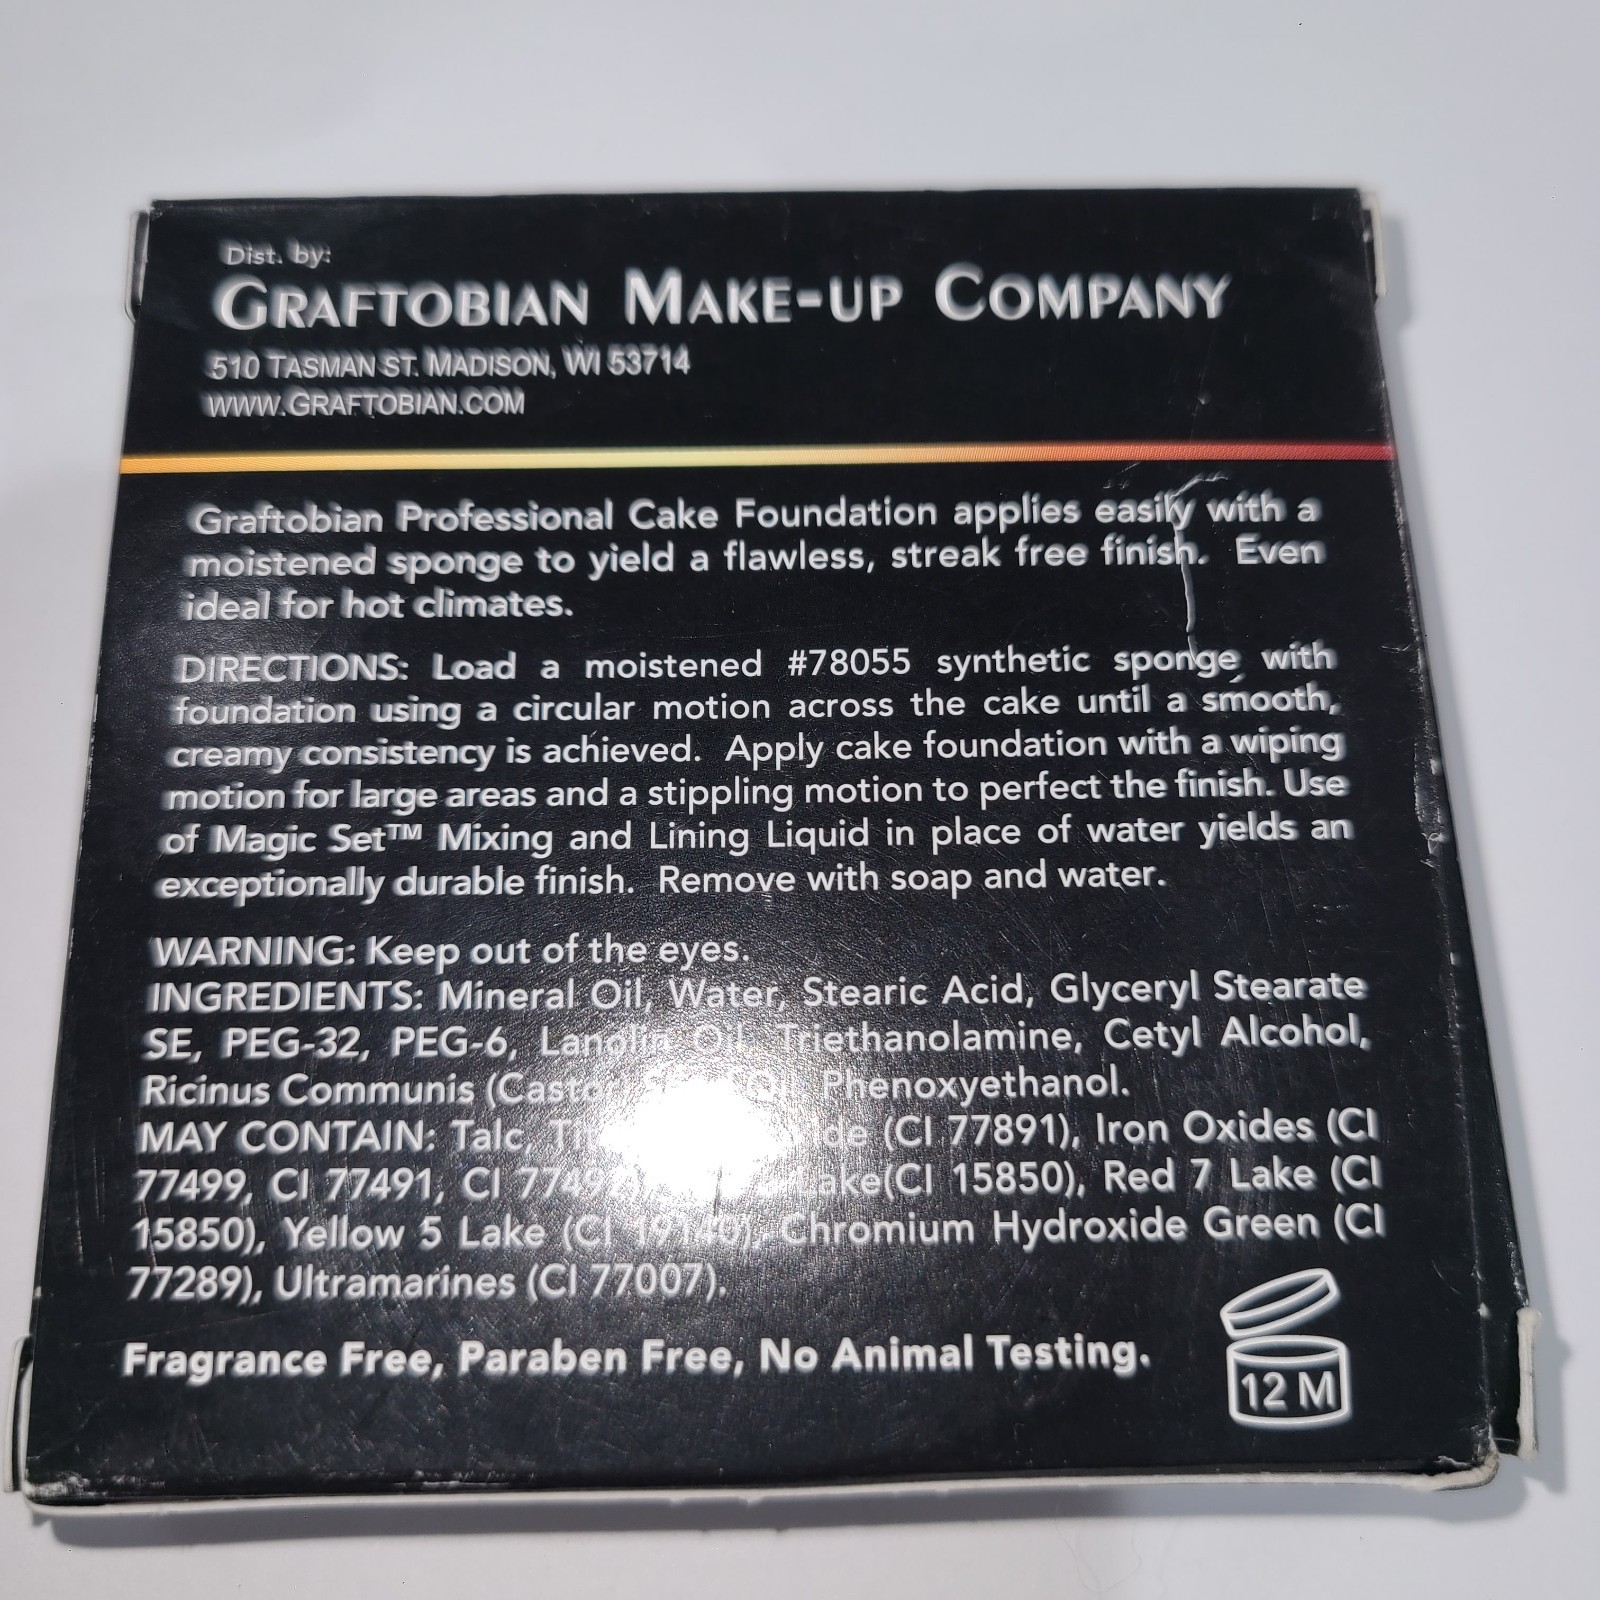 Dist. by:
GRAFTOBIAN MAKE-UP COMPANY
510 TASMAN ST. MADISON, WI 53714
WWW.GRAFTOBIAN.COM
Graftobian Professional Cake Foundation applies easily with a
moistened sponge to yield a flawless, streak free finish. Even
ideal for hot climates.
DIRECTIONS: Load a moistened #78055 synthetic sponge with
foundation using a circular motion across the cake until a smooth,
creamy consistency is achieved. Apply cake foundation with a wiping
motion for large areas and a stippling motion to perfect the finish. Use
of Magic Set™ Mixing and Lining Liquid in place of water yields an
exceptionally durable finish. Remove with soap and water.
WARNING: Keep out of the eyes.
INGREDIENTS: Mineral Oil, Water, Stearic Acid, Glyceryl Stearate
SE, PEG-32, PEG-6, Lanolin Oil, Triethanolamine, Cetyl Alcohol,
Ricinus Communis Phenoxyethanol.
MAY CONTAIN: Talc, (CI 77891), Iron Oxides (CI
77499, CI 77491, CI 77492), (CI 15850), Red 7 Lake (CI
15850), Yellow 5 Lake (CI 19140), Chromium Hydroxide Green (CI
77289), Ultramarines (CI 77007).
Fragrance Free, Paraben Free, No Animal Testing.
12 M